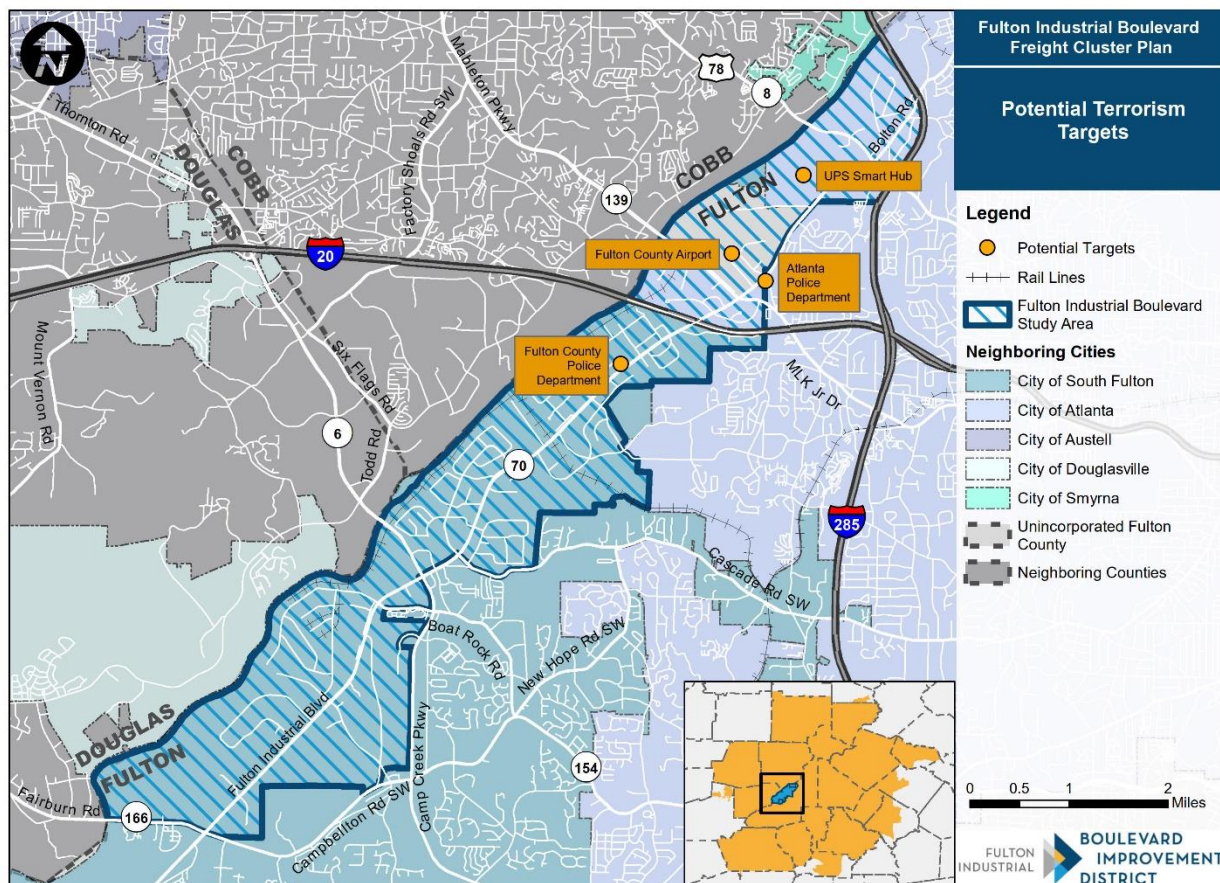 Fulton Industrial Boulevard
Freight Cluster Plan
Potential Terrorism
Targets
N
Thornton Rd
COBB
DOUGLAS
Factory Shoals Rd SW
Mableton Pkwy
78
8
Bolton Rd
COBB
FULTON
139
UPS Smart Hub
20
Fulton County Airport
Atlanta
Police
Department
Fulton County
Police
Department
Mount Vernon Rd
Six Flags Rd
MLK Jr Dr
6
Todd Rd
70
285
Cascade Rd SW
Boat Rock Rd
New Hope Rd SW
DOUGLAS
FULTON
Fulton Industrial Blvd
Camp Creek Pkwy
154
Fairburn Rd
166
Campbellton Rd SW
Legend
Potential Targets
Rail Lines
Fulton Industrial Boulevard
Study Area
Neighboring Cities
City of South Fulton
City of Atlanta
City of Austell
City of Douglasville
City of Smyrna
Unincorporated Fulton
County
Neighboring Counties
0 0.5 1 2
Miles
FULTON
INDUSTRIAL
BOULEVARD
IMPROVEMENT
DISTRICT